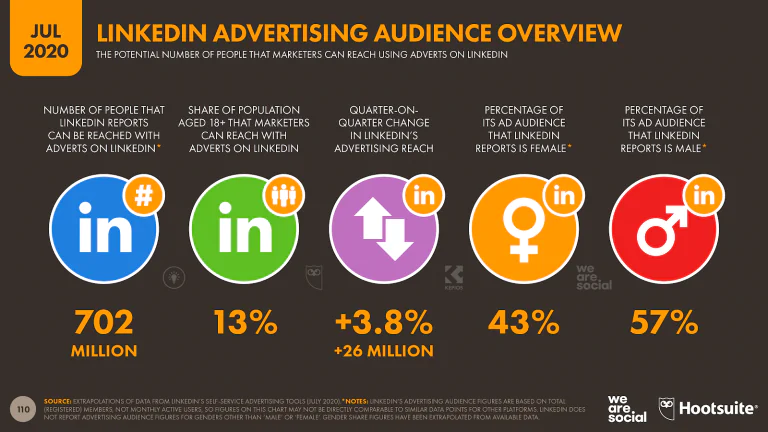 JUL
2020
LINKEDIN ADVERTISING AUDIENCE OVERVIEW
THE POTENTIAL NUMBER OF PEOPLE THAT MARKETERS CAN REACH USING ADVERTS ON LINKEDIN
NUMBER OF PEOPLE THAT
LINKEDIN REPORTS
CAN BE REACHED WITH
ADVERTS ON LINKEDIN*
in
#
702
MILLION
SHARE OF POPULATION
AGED 18+ THAT MARKETERS
CAN REACH WITH
ADVERTS ON LINKEDIN
in
13%
QUARTER-ON-
QUARTER CHANGE
IN LINKEDIN'S
ADVERTISING REACH
in
+3.8%
+26 MILLION
PERCENTAGE OF
ITS AD AUDIENCE
THAT LINKEDIN
REPORTS IS FEMALE*
in
43%
PERCENTAGE OF
ITS AD AUDIENCE
THAT LINKEDIN
REPORTS IS MALE*
in
57%
KEPIOS
we
are
social
110
SOURCE: EXTRAPOLATIONS OF DATA FROM LINKEDIN'S SELF-SERVICE ADVERTISING TOOLS (JULY 2020). *NOTES: LINKEDIN'S ADVERTISING AUDIENCE FIGURES ARE BASED ON TOTAL
(REGISTERED) MEMBERS, NOT MONTHLY ACTIVE USERS, SO FIGURES ON THIS CHART MAY NOT BE DIRECTLY COMPARABLE TO SIMILAR DATA POINTS FOR OTHER PLATFORMS. LINKEDIN DOES
NOT REPORT ADVERTISING AUDIENCE FIGURES FOR GENDERS OTHER THAN 'MALE' OR 'FEMALE'. GENDER SHARE FIGURES HAVE BEEN EXTRAPOLATED FROM AVAILABLE DATA.
we
are
social
Hootsuite®